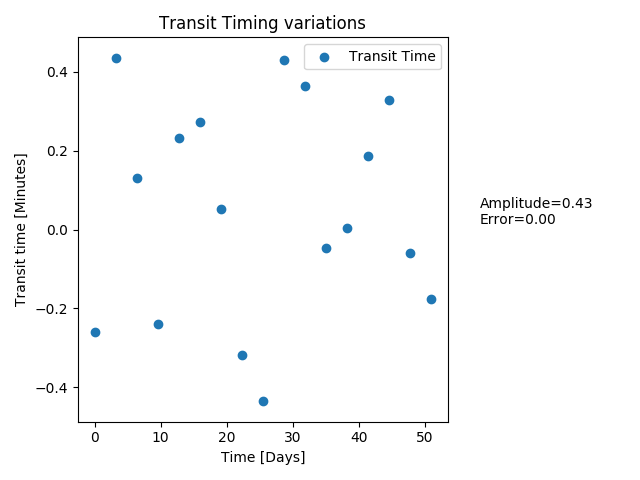 Transit Timing variations
Transit Time
0.4
0.2
0.0
−0.2
−0.4
Transit time [Minutes]
0 10 20 30 40 50
Time [Days]
Amplitude=0.43
Error=0.00